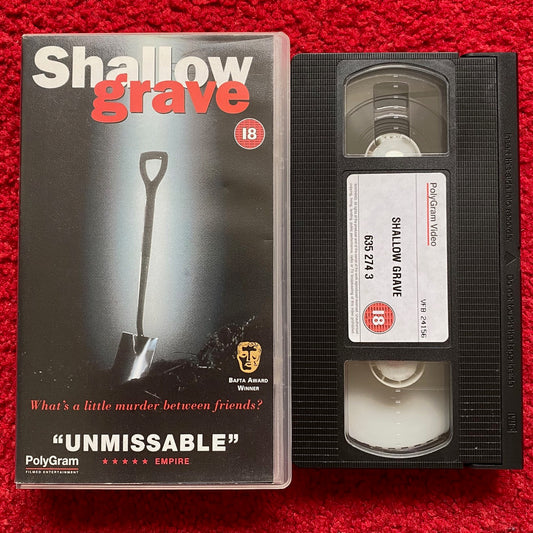 Shallow
grave
18
BAFTA AWARD
WINNER
What's a little murder between friends?
“UNMISSABLE”
★★★★★ EMPIRE
PolyGram
FILMED ENTERTAINMENT
PolyGram Video
VFB 24156
SHALLOW GRAVE
635 274 3
18